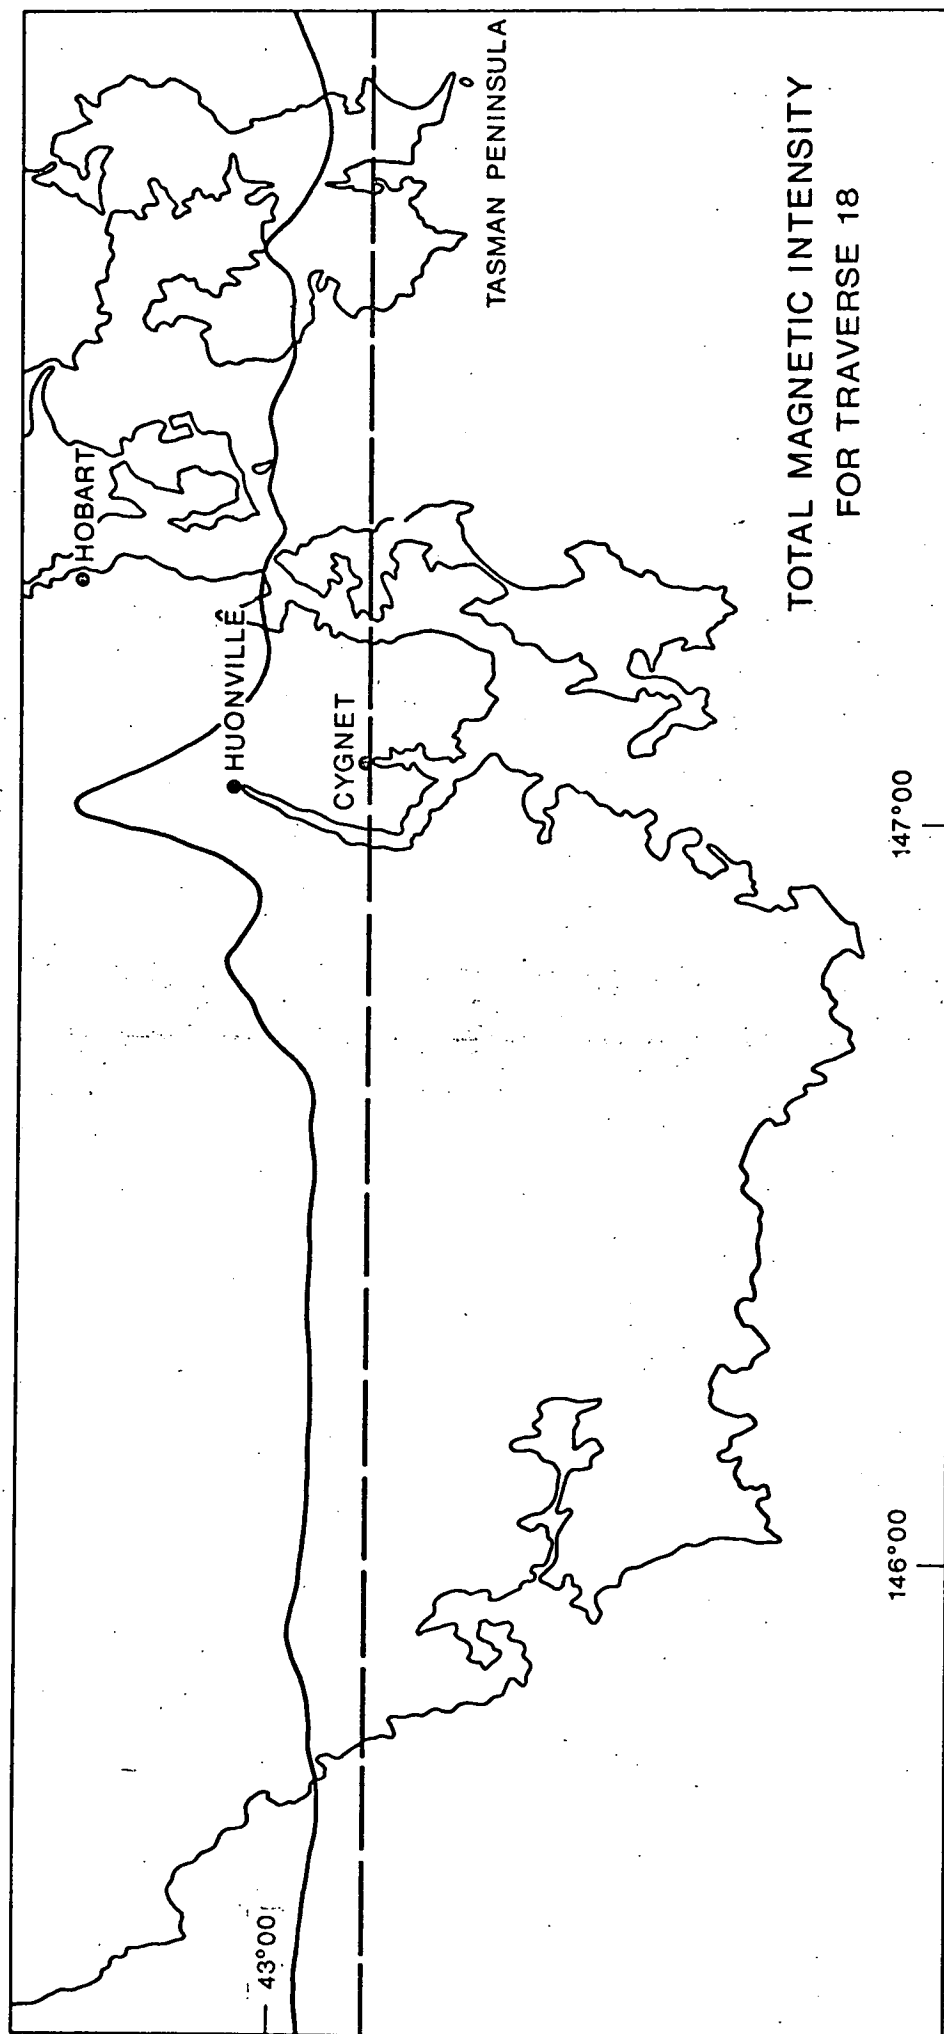 TOTAL MAGNETIC INTENSITY
FOR TRAVERSE 18
HOBART
HUONVILLE
CYGNET
TASMAN PENINSULA
43°00'
146°00
147°00